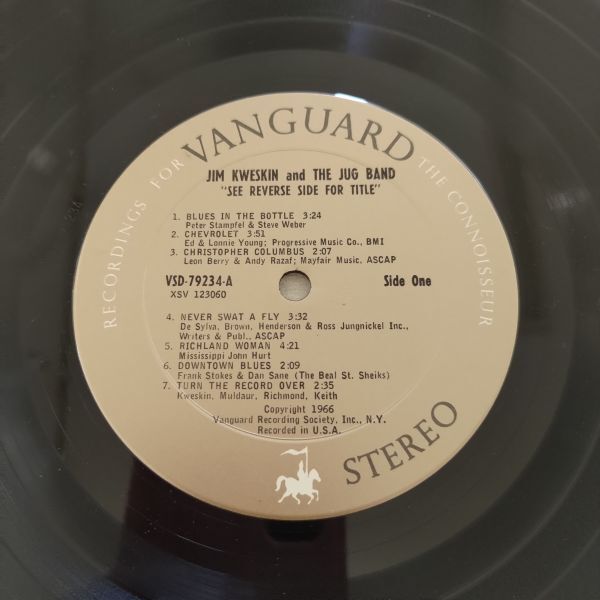 RECORDINGS FOR VANGUARD THE CONNOISSEUR
JIM KWESKIN and THE JUG BAND
"SEE REVERSE SIDE FOR TITLE"
1. BLUES IN THE BOTTLE 3:24
Peter Stampfel & Steve Weber
2. CHEVROLET 3:51
Ed & Lonnie Young; Progressive Music Co., BMI
3. CHRISTOPHER COLUMBUS 2:07
Leon Berry & Andy Razaf; Mayfair Music, ASCAP
VSD-79234-A Side One
XSV 123060
4. NEVER SWAT A FLY 3:32
De Sylva, Brown, Henderson & Ross Jungnickel Inc.,
Writers & Publ., ASCAP
5. RICHLAND WOMAN 4:21
Mississippi John Hurt
6. DOWNTOWN BLUES 2:09
Frank Stokes & Dan Sane (The Beal St. Sheiks)
7. TURN THE RECORD OVER 2:35
Kweskin, Muldaur, Richmond, Keith
Copyright 1966
Vanguard Recording Society, Inc., N.Y.
Recorded in U.S.A.
STEREO